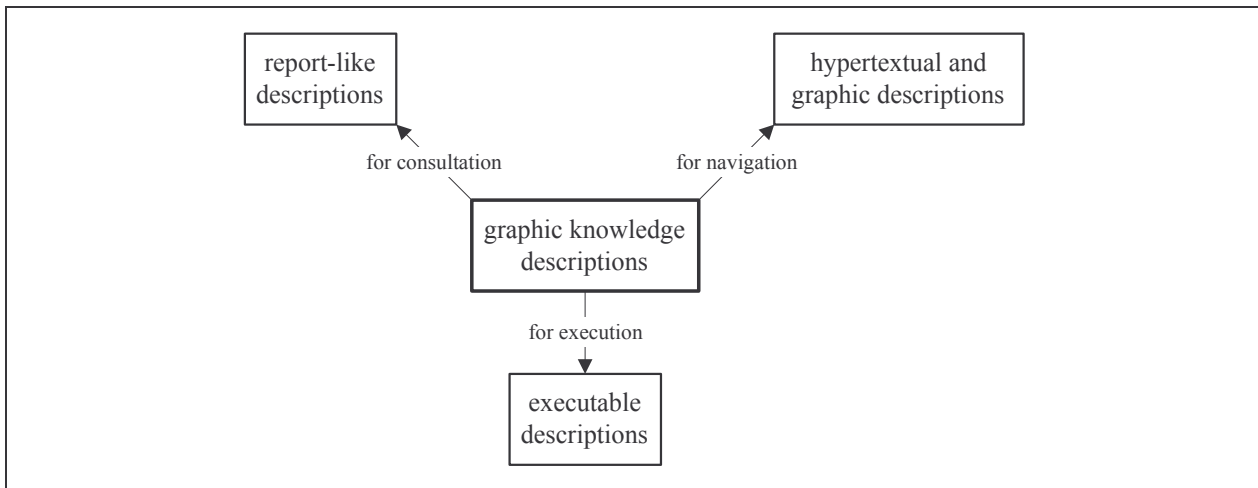 report-like
descriptions
hypertextual and
graphic descriptions
for consultation
for navigation
graphic knowledge
descriptions
for execution
executable
descriptions